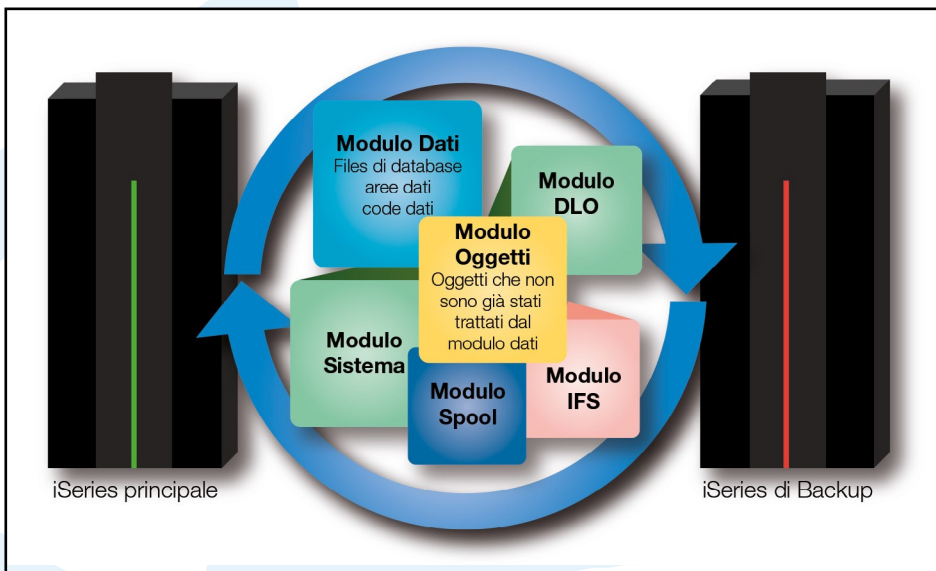 Modulo Dati
Files di database
aree dati
code dati
Modulo
DLO
Modulo
Oggetti
Oggetti che non
sono già stati
trattati dal
modulo dati
Modulo
Sistema
Modulo
Spool
Modulo
IFS
iSeries principale
iSeries di Backup